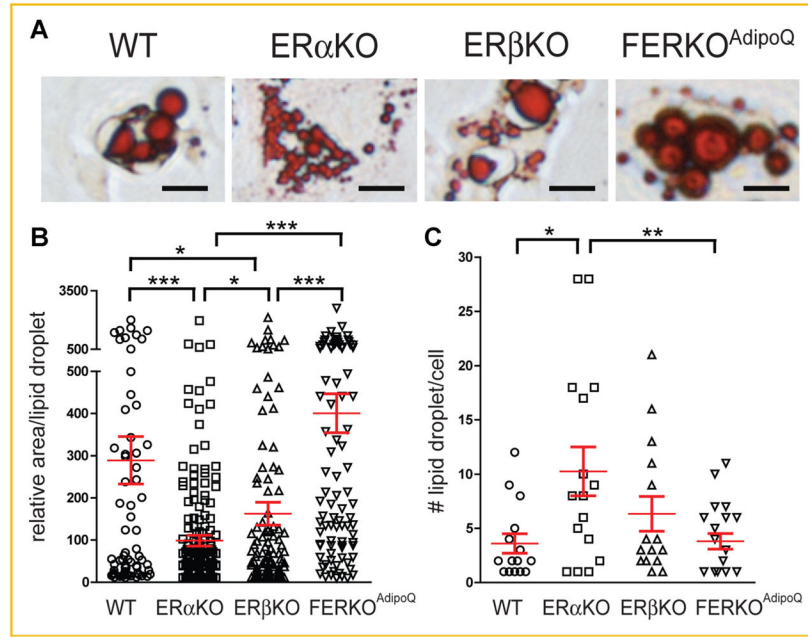 A
WT ERαKO ERβKO FERKO^AdipoQ
B
***
*
*** * ***
relative area/lipid droplet
3500
500
500
400
300
200
100
0
WT ERαKO ERβKO FERKO^AdipoQ
C
* **
# lipid droplet/cell
30
25
20
15
10
5
0
WT ERαKO ERβKO FERKO^AdipoQ